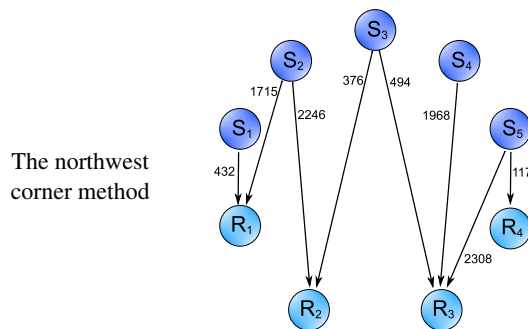 S3
S2
S4
1715
376
494
2246
1968
S1
S5
The northwest
corner method
432
117
R1
R4
2308
R2
R3